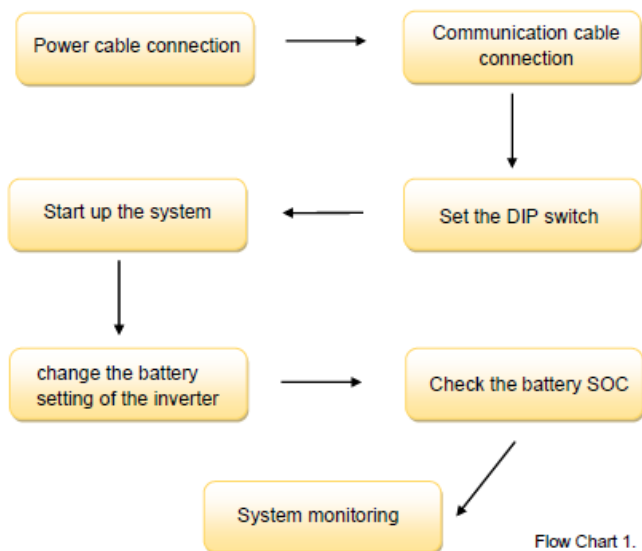 Power cable connection
Communication cable
connection
Set the DIP switch
Start up the system
change the battery
setting of the inverter
Check the battery SOC
System monitoring
Flow Chart 1.